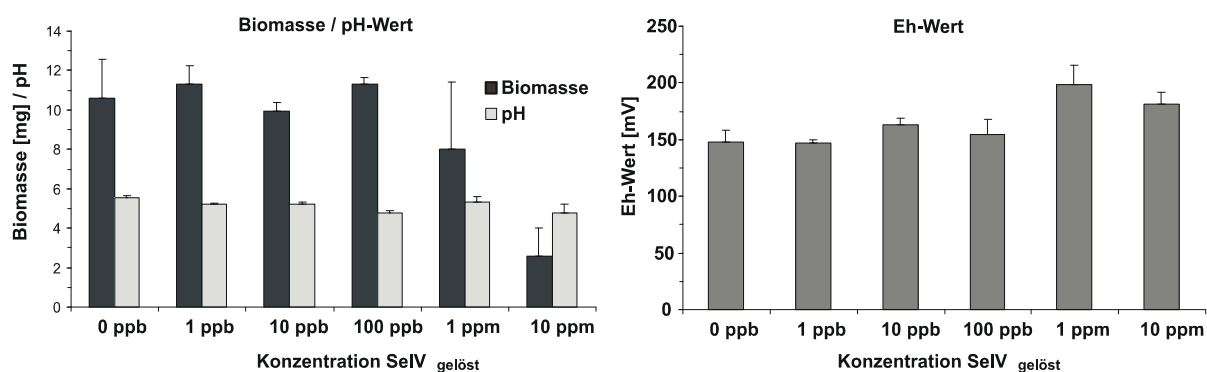 Biomasse / pH-Wert
Biomasse [mg] / pH
14
12
10
8
6
4
2
0
Biomasse
pH
0 ppb 1 ppb 10 ppb 100 ppb 1 ppm 10 ppm
Konzentration SeIV gelöst
Eh-Wert
Eh-Wert [mV]
250
200
150
100
50
0
0 ppb 1 ppb 10 ppb 100 ppb 1 ppm 10 ppm
Konzentration SeIV gelöst